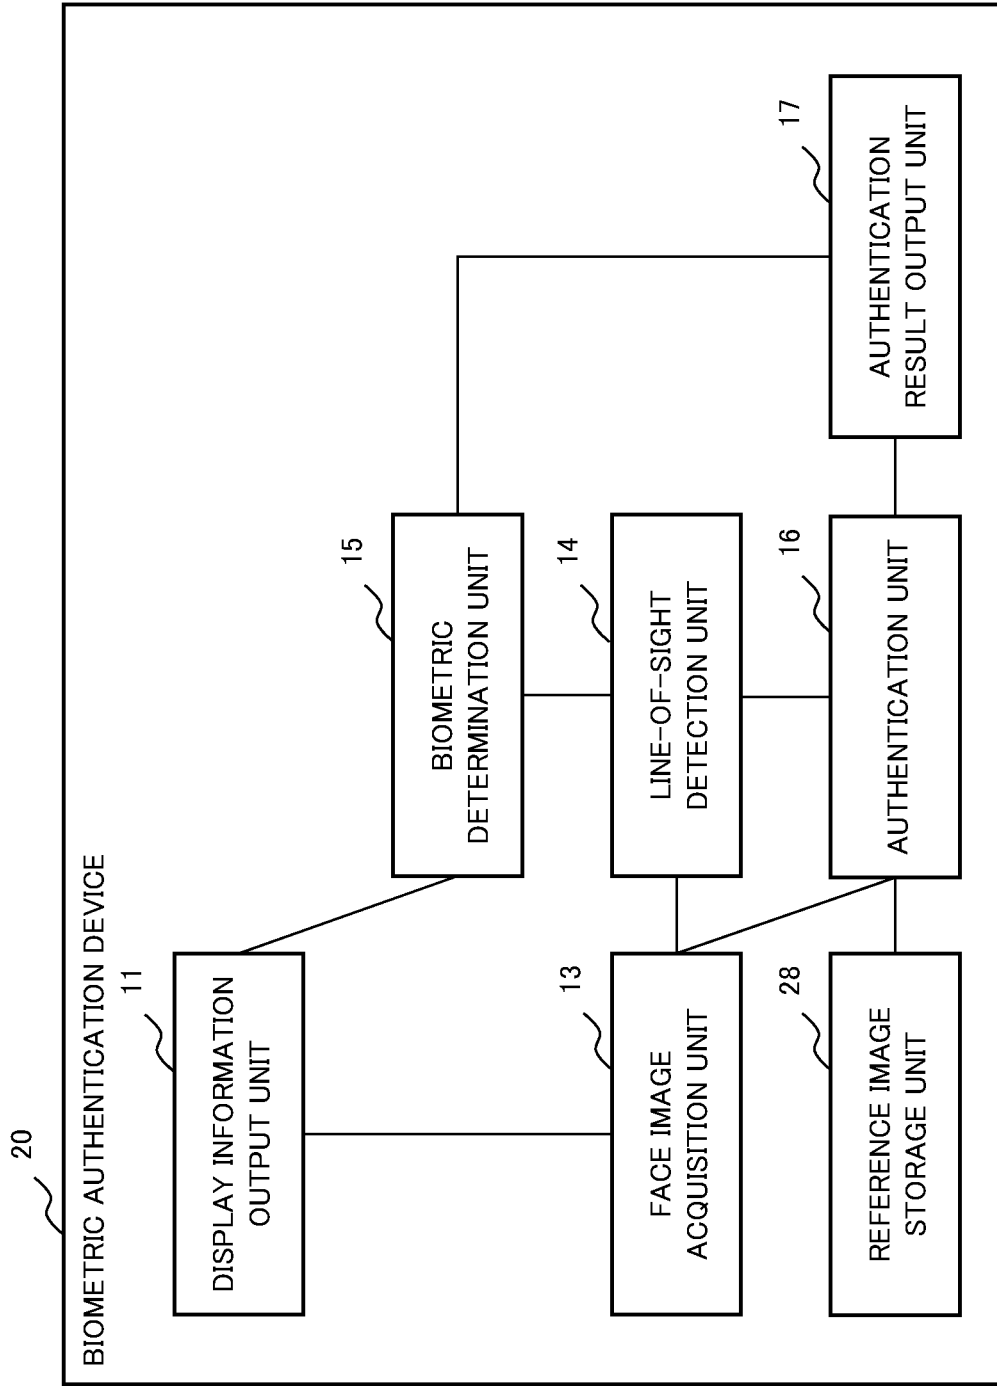 20
BIOMETRIC AUTHENTICATION DEVICE
11
DISPLAY INFORMATION
OUTPUT UNIT
15
BIOMETRIC
DETERMINATION UNIT
13
FACE IMAGE
ACQUISITION UNIT
14
LINE-OF-SIGHT
DETECTION UNIT
28
REFERENCE IMAGE
STORAGE UNIT
16
AUTHENTICATION UNIT
17
AUTHENTICATION
RESULT OUTPUT UNIT